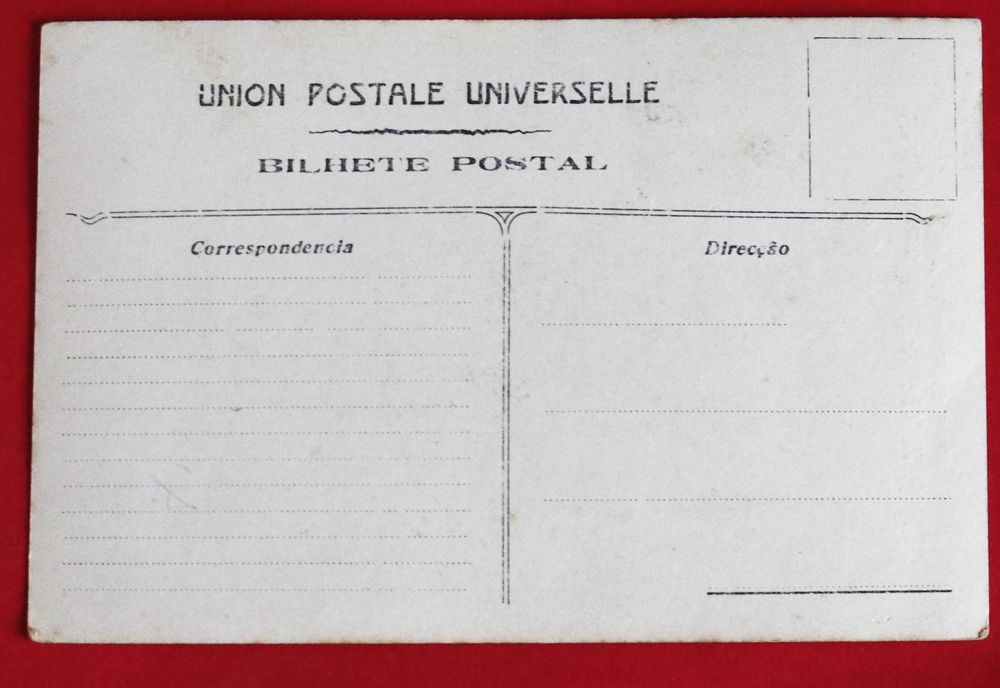 UNION POSTALE UNIVERSELLE
BILHETE POSTAL
Correspondencia
Direcção